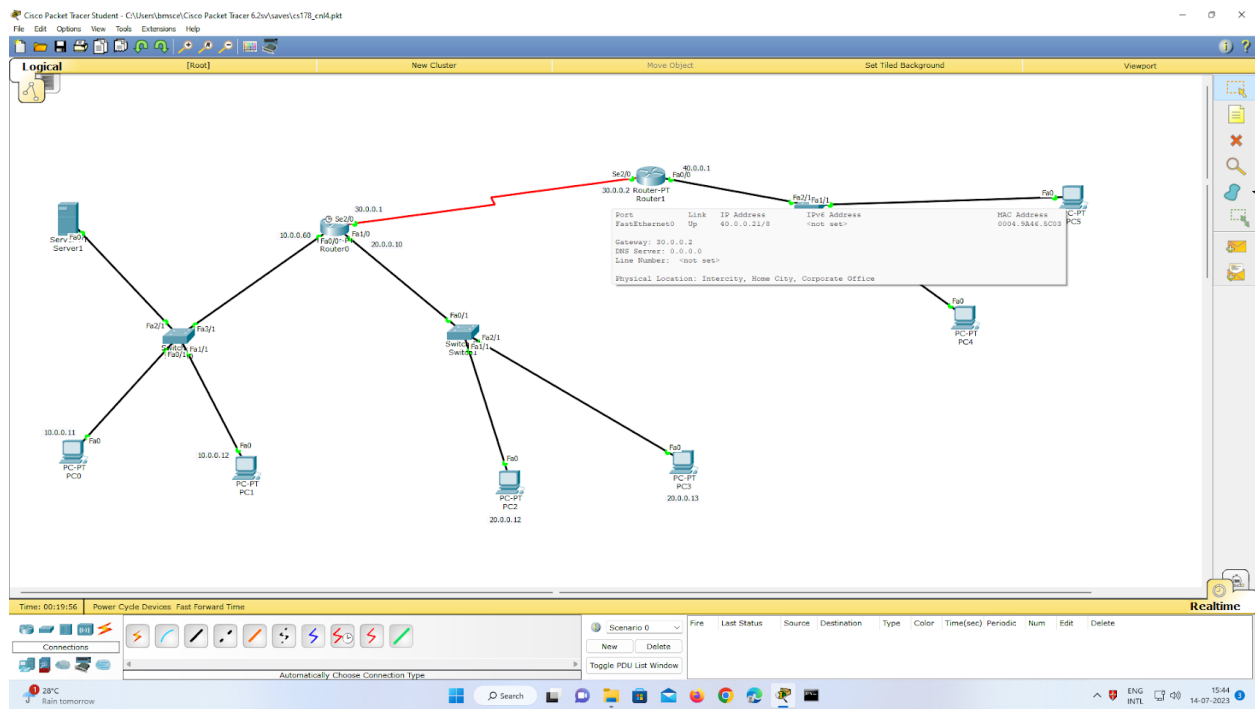 Cisco Packet Tracer Student - C:\Users\bmsce\Cisco Packet Tracer 6.2sv\saves\cs178_cnl4.pkt
File Edit Options View Tools Extensions Help
Logical [Root] New Cluster Move Object Set Tiled Background Viewport
40.0.0.1
Se2/0 Fa0/0
30.0.0.2 Router-PT
Router1
Fa2/1 Fa1/1
Fa0
C-PT
PC5
30.0.0.1
Se2/0
10.0.0.60 Fa0/0 Fa1/0
Router0
20.0.0.10
Fa0
Server1
Port Link IP Address IPv6 Address MAC Address
FastEthernet0 Up 40.0.0.21/8 <not set> 0004.9A46.5C03
Gateway: 30.0.0.2
DNS Server: 0.0.0.0
Line Number: <not set>
Physical Location: Intercity, Home City, Corporate Office
Fa0
PC-PT
PC4
Fa2/1 Fa3/1
Fa0/1 Fa1/1
Fa0/1
Fa2/1
Fa1/1
10.0.0.11
Fa0
PC-PT
PC0
Fa0
10.0.0.12
PC-PT
PC1
Fa0
PC-PT
PC2
20.0.0.12
Fa0
PC-PT
PC3
20.0.0.13
Time: 00:19:56 Power Cycle Devices Fast Forward Time Realtime
Connections
Automatically Choose Connection Type
Scenario 0
New Delete
Toggle PDU List Window
Fire Last Status Source Destination Type Color Time(sec) Periodic Num Edit Delete
1
28°C
Rain tomorrow
Search
ENG
INTL
15:44
14-07-2023
3